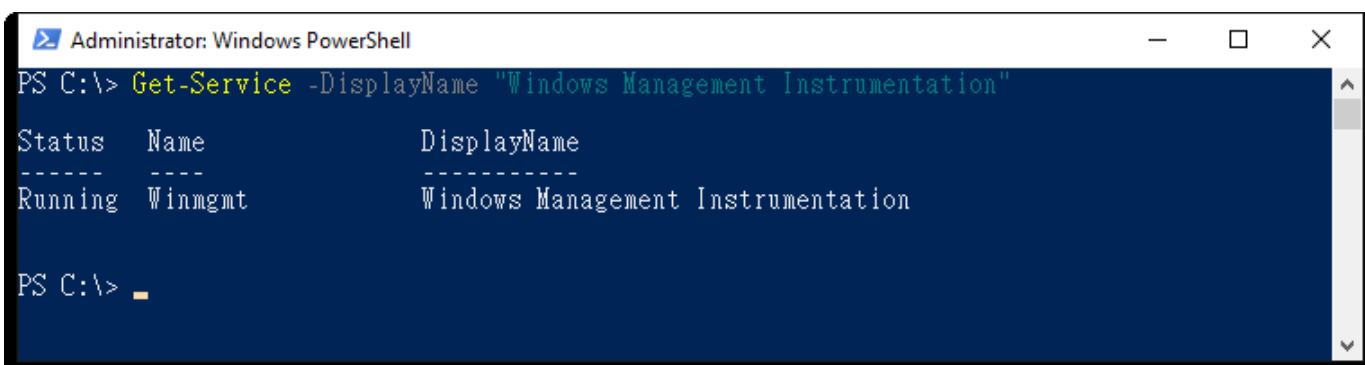 Administrator: Windows PowerShell
PS C:\> Get-Service -DisplayName "Windows Management Instrumentation"
Status   Name               DisplayName
------   ----               -----------
Running  Winmgmt            Windows Management Instrumentation
PS C:\>